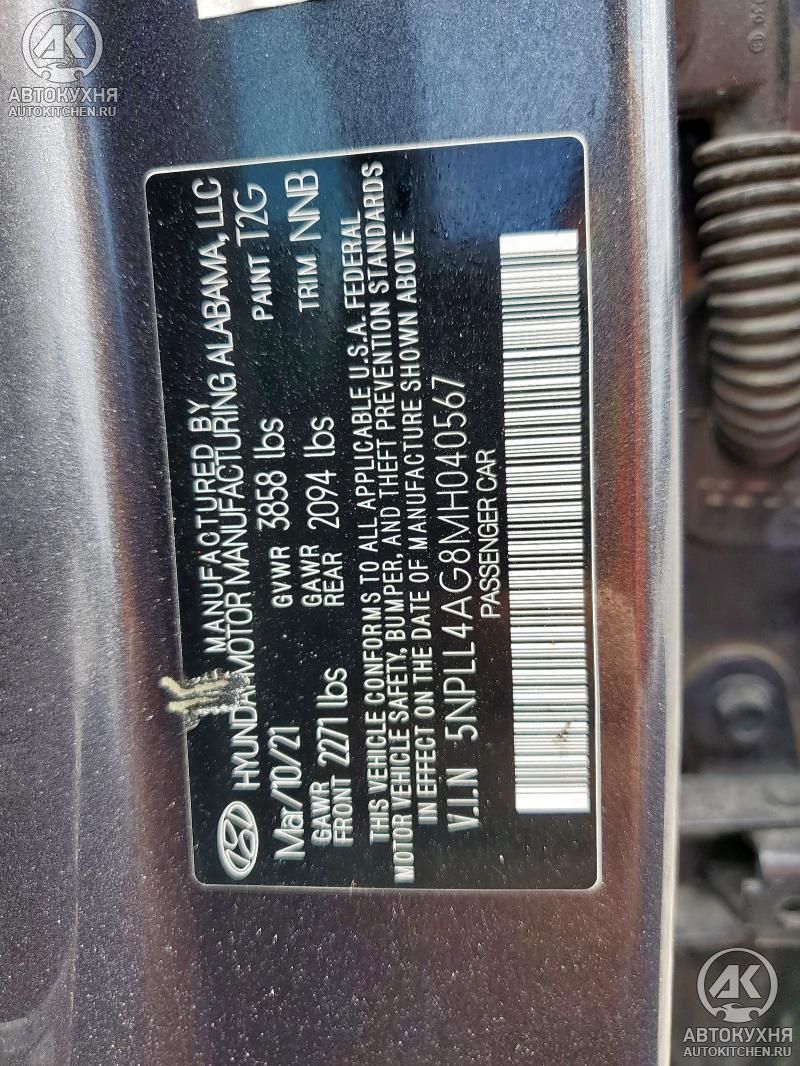 АВТОКУХНЯ
AUTOKITCHEN.RU
MANUFACTURED BY
HYUNDAI MOTOR MANUFACTURING ALABAMA, LLC
Mar/10/21 GVWR 3858 lbs PAINT T2G
GAWR FRONT 2271 lbs GAWR REAR 2094 lbs TRIM NNB
THIS VEHICLE CONFORMS TO ALL APPLICABLE U.S.A. FEDERAL
MOTOR VEHICLE SAFETY, BUMPER, AND THEFT PREVENTION STANDARDS
IN EFFECT ON THE DATE OF MANUFACTURE SHOWN ABOVE
V.I.N 5NPLL4AG8MH040567
PASSENGER CAR
АК
АВТОКУХНЯ
AUTOKITCHEN.RU